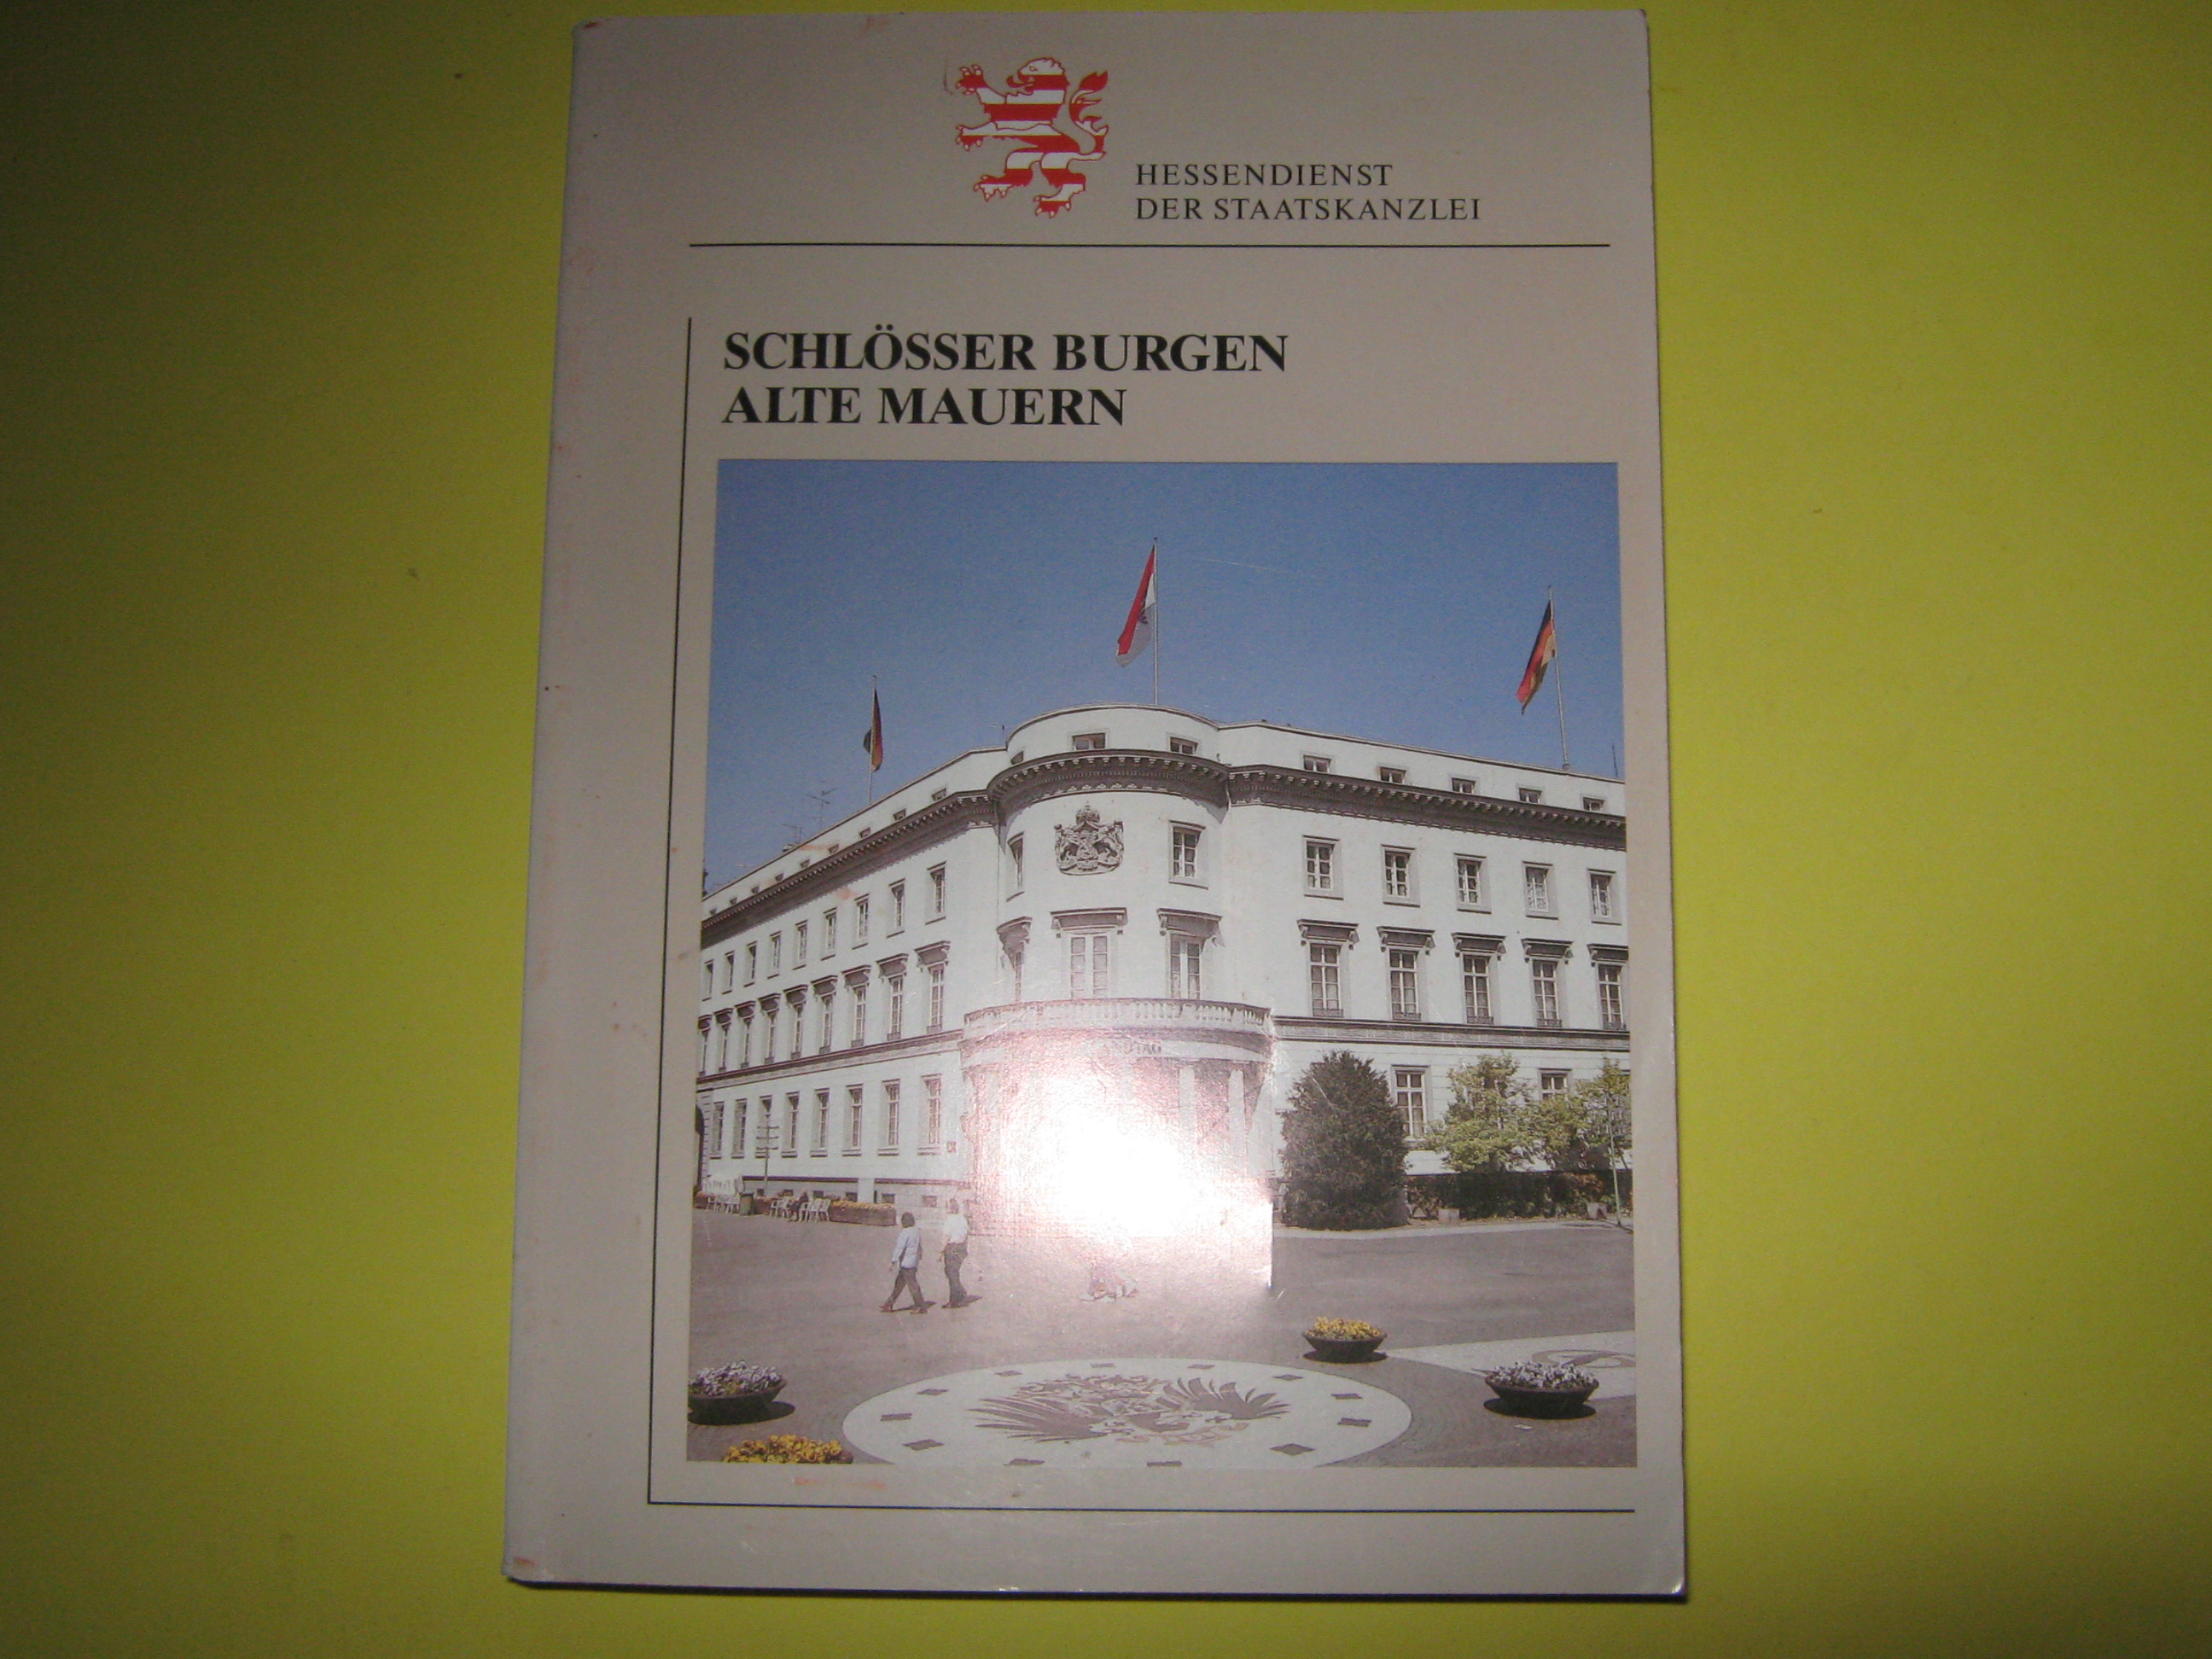 HESSENDIENST
DER STAATSKANZLEI
SCHLÖSSER BURGEN
ALTE MAUERN